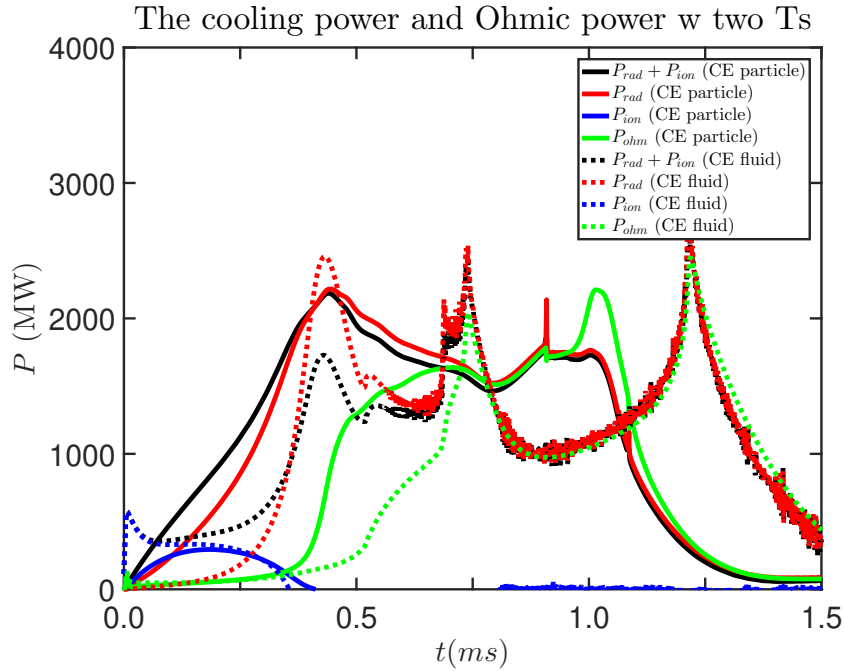 The cooling power and Ohmic power w two Ts
4000
3000
2000
1000
0
P (MW)
P_rad + P_ion (CE particle)
P_rad (CE particle)
P_ion (CE particle)
P_ohm (CE particle)
P_rad + P_ion (CE fluid)
P_rad (CE fluid)
P_ion (CE fluid)
P_ohm (CE fluid)
0.0 0.5 1.0 1.5
t(ms)